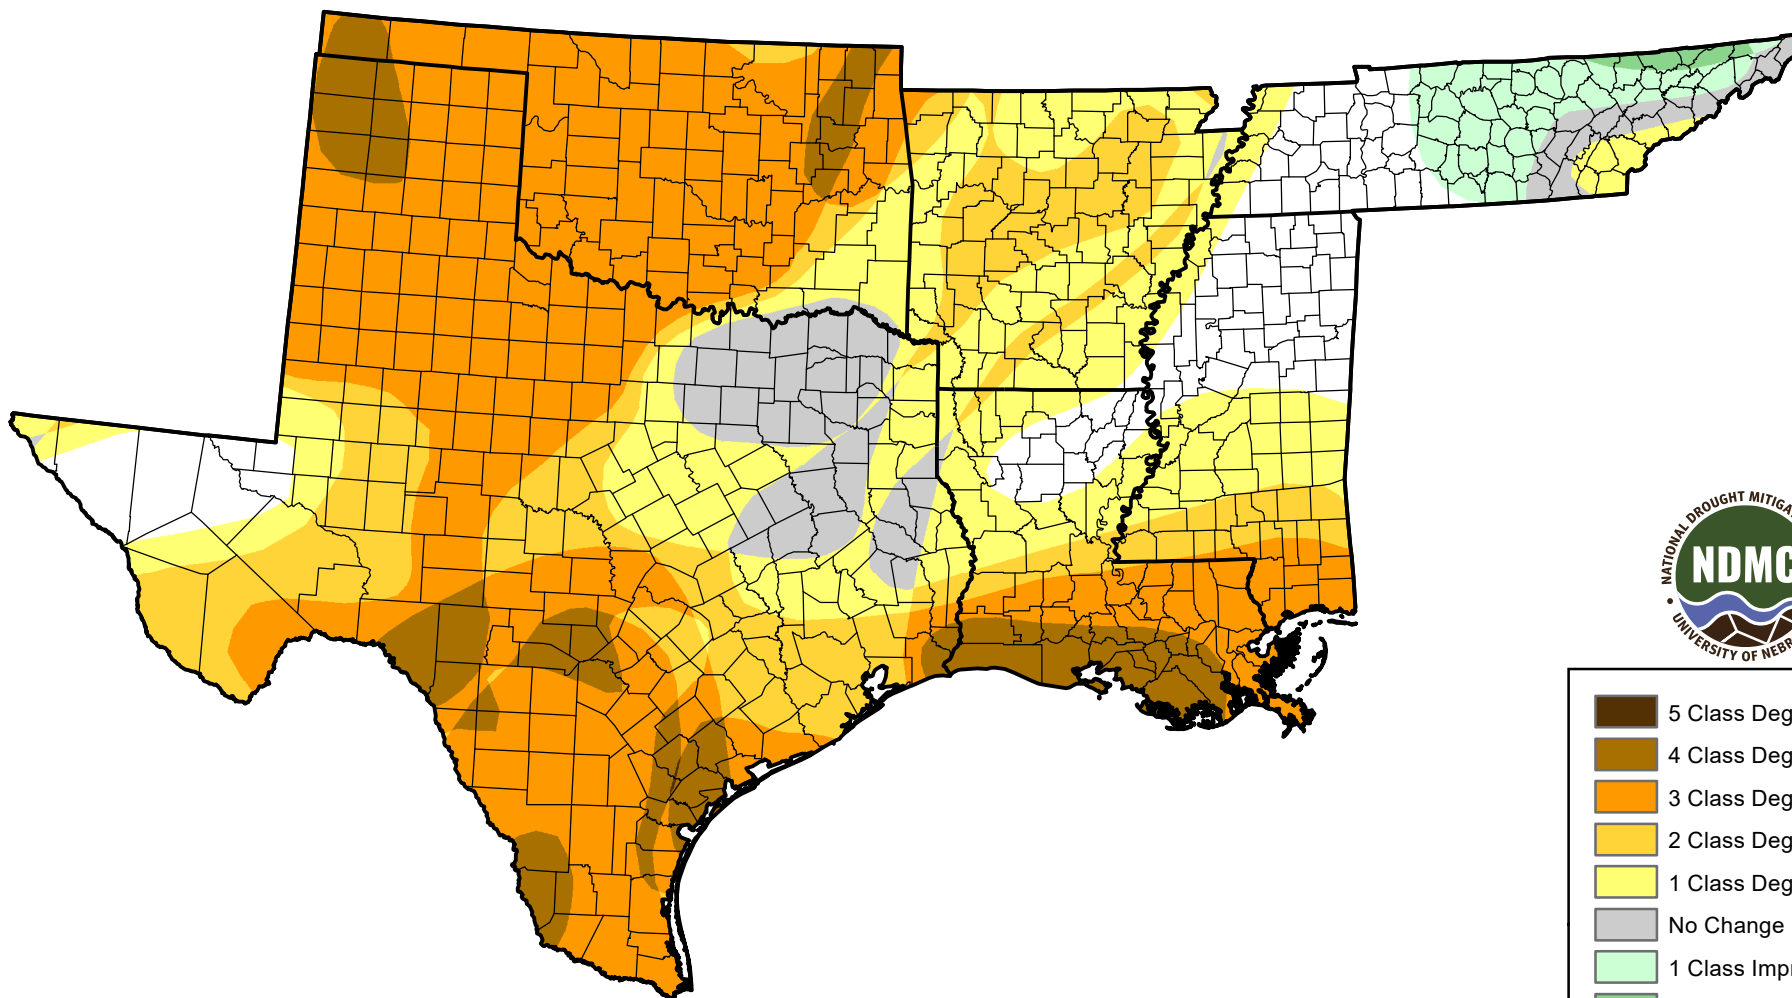 NATIONAL DROUGHT MITIGA
NDMC
UNIVERSITY OF NEBR
5 Class Deg
4 Class Deg
3 Class Deg
2 Class Deg
1 Class Deg
No Change
1 Class Impr